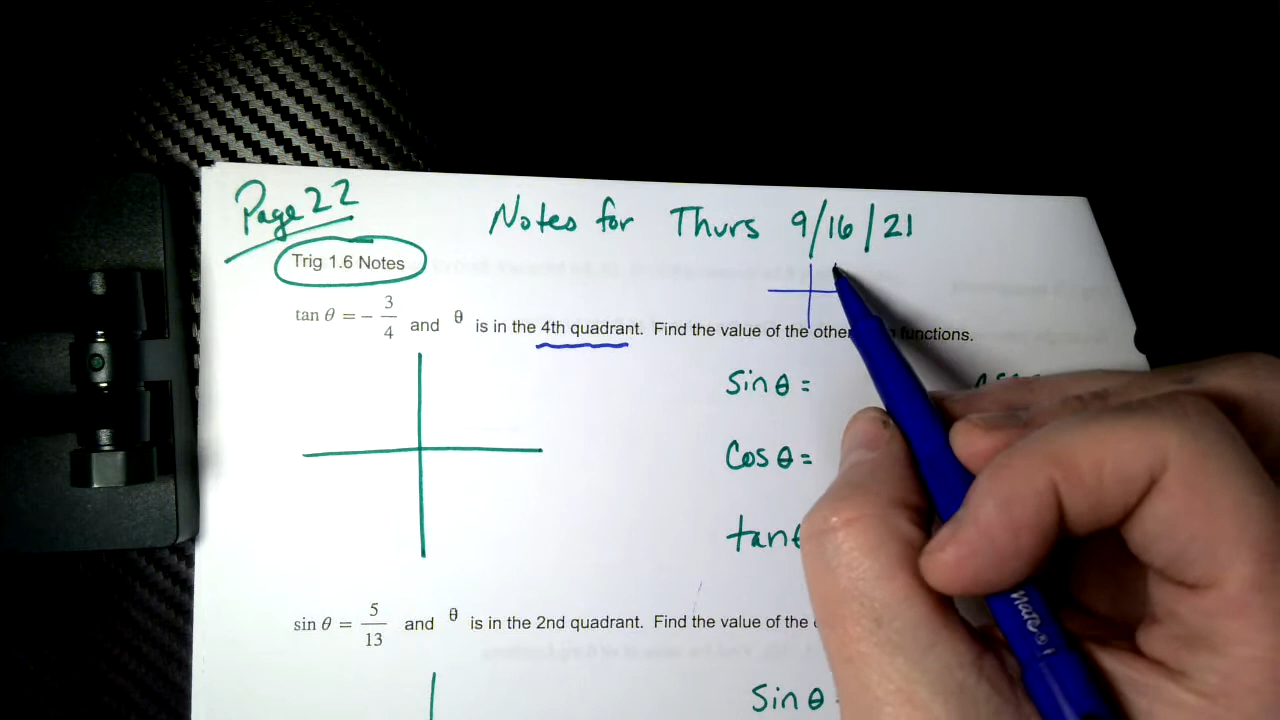 Page 22
Notes for Thurs 9/16/21
Trig 1.6 Notes
tan θ = - 3/4 and θ is in the 4th quadrant. Find the value of the other functions.
sin θ =
cos θ =
tan θ
sin θ = 5/13 and θ is in the 2nd quadrant. Find the value of the
Sin θ